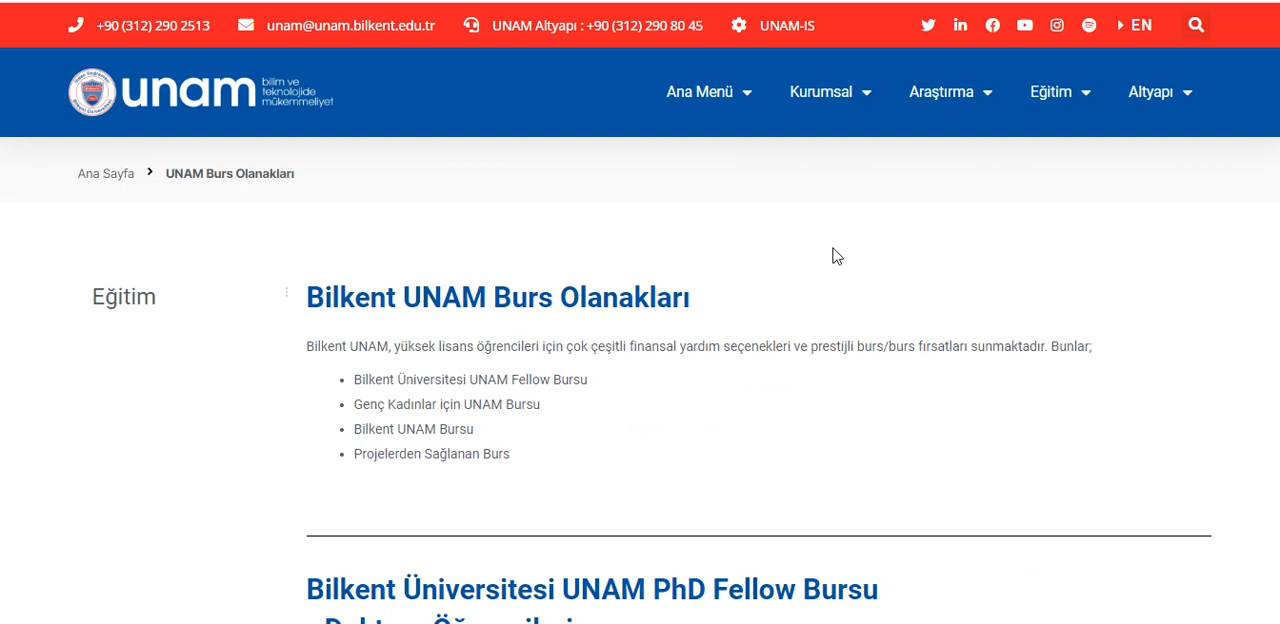 +90 (312) 290 2513 unam@unam.bilkent.edu.tr UNAM Altyapı : +90 (312) 290 80 45 UNAM-IS EN
unam bilim ve teknolojide mükemmeliyet
Ana Menü Kurumsal Araştırma Eğitim Altyapı
Ana Sayfa UNAM Burs Olanakları
Eğitim
Bilkent UNAM Burs Olanakları
Bilkent UNAM, yüksek lisans öğrencileri için çok çeşitli finansal yardım seçenekleri ve prestijli burs/burs fırsatları sunmaktadır. Bunlar;
Bilkent Üniversitesi UNAM Fellow Bursu
Genç Kadınlar için UNAM Bursu
Bilkent UNAM Bursu
Projelerden Sağlanan Burs
Bilkent Üniversitesi UNAM PhD Fellow Bursu